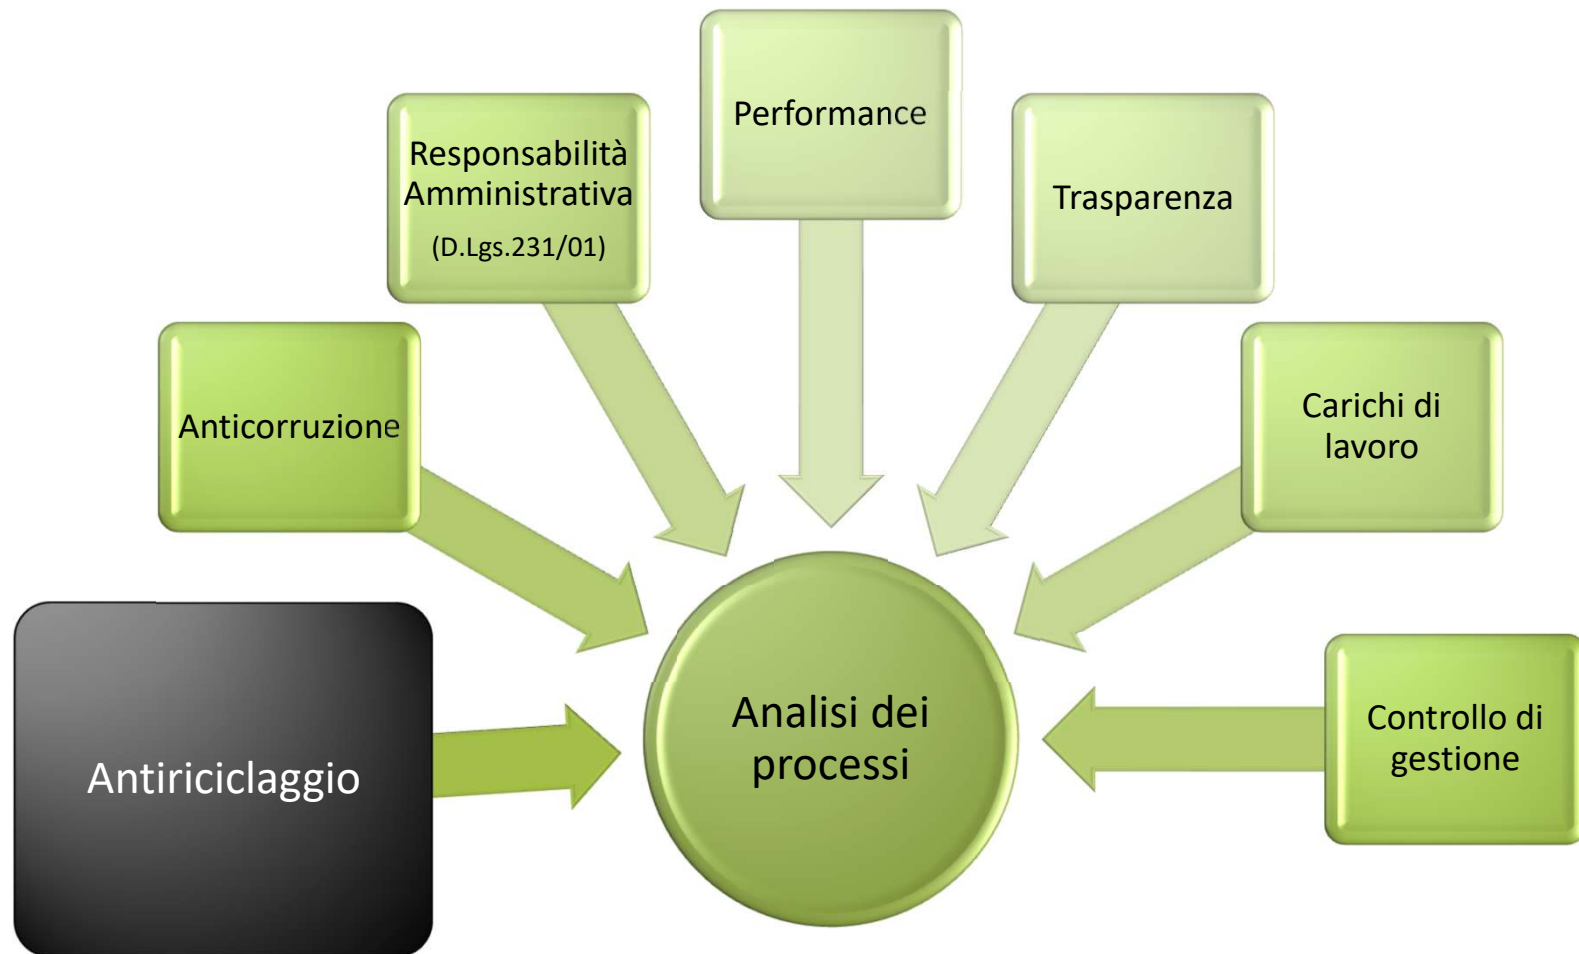 Performance
Responsabilità
Amministrativa
(D.Lgs.231/01)
Trasparenza
Anticorruzione
Carichi di
lavoro
Antiriciclaggio
Analisi dei
processi
Controllo di
gestione